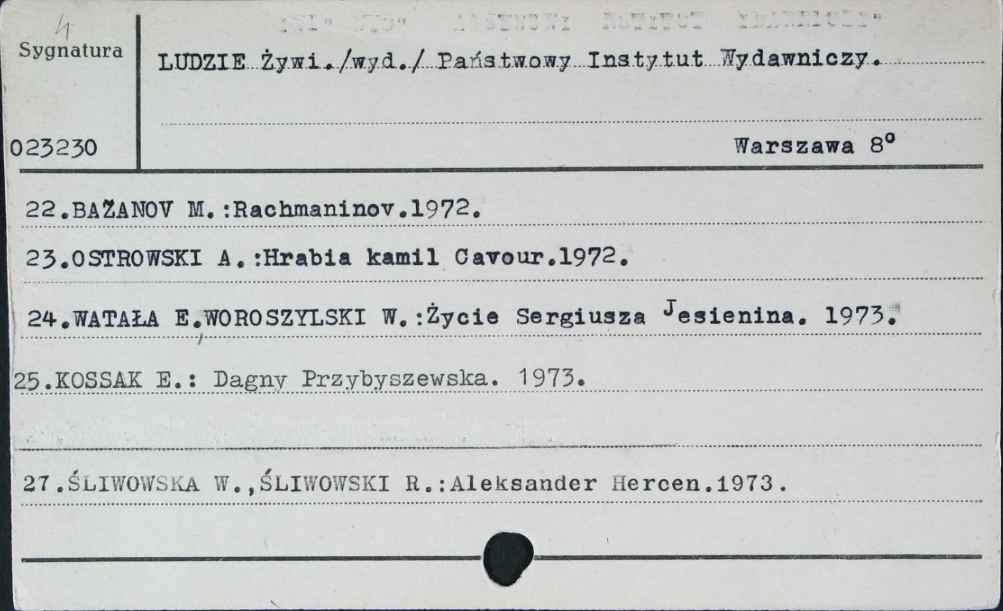 4
Sygnatura
LUDZIE Żywi./wyd./ Państwowy Instytut Wydawniczy.
023230
Warszawa 8⁰
22.BAŻANOV M.:Rachmaninov.1972.
23.OSTROWSKI A.:Hrabia kamil Cavour.1972.
24.WATAŁA E,WOROSZYLSKI W.:Życie Sergiusza Jesienina. 1973.
25.KOSSAK E.: Dagny Przybyszewska. 1973.
27.ŚLIWOWSKA W.,ŚLIWOWSKI R.:Aleksander Hercen.1973.